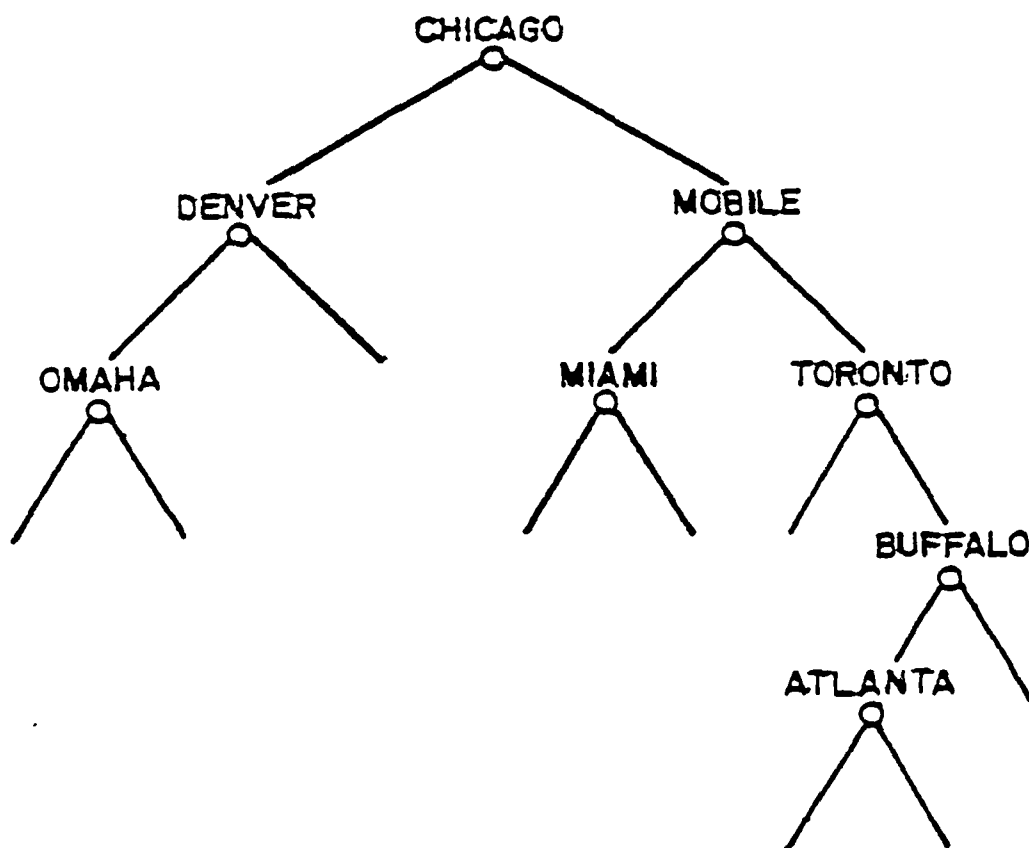 CHICAGO
DENVER
MOBILE
OMAHA
MIAMI
TORONTO
BUFFALO
ATLANTA